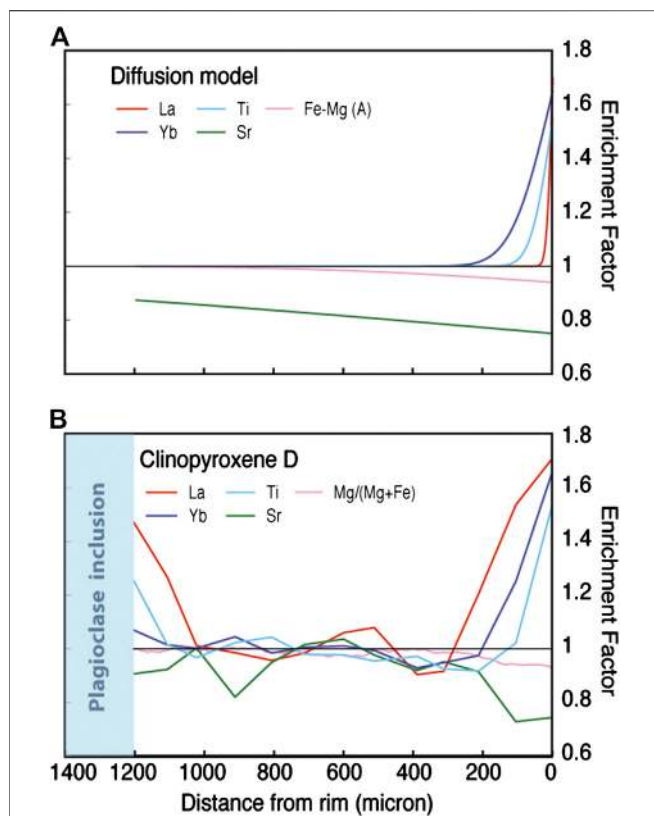 A
Diffusion model
La Ti Fe-Mg (A)
Yb Sr
1.8
1.6
1.4
1.2
1
0.8
0.6
Enrichment Factor
B
Clinopyroxene D
La Ti Mg/(Mg+Fe)
Yb Sr
Plagioclase inclusion
1.8
1.6
1.4
1.2
1
0.8
0.6
Enrichment Factor
1400 1200 1000 800 600 400 200 0
Distance from rim (micron)